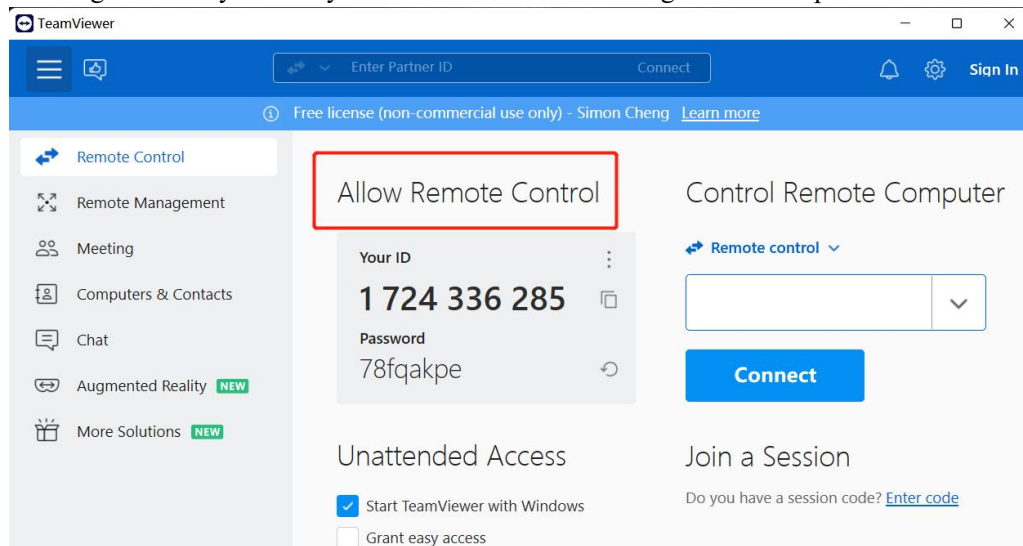 TeamViewer
Enter Partner ID Connect Sign In
Free license (non-commercial use only) - Simon Cheng Learn more
Remote Control
Remote Management
Meeting
Computers & Contacts
Chat
Augmented Reality NEW
More Solutions NEW
Allow Remote Control
Your ID
1 724 336 285
Password
78fqakpe
Unattended Access
Start TeamViewer with Windows
Grant easy access
Control Remote Computer
Remote control
Connect
Join a Session
Do you have a session code? Enter code